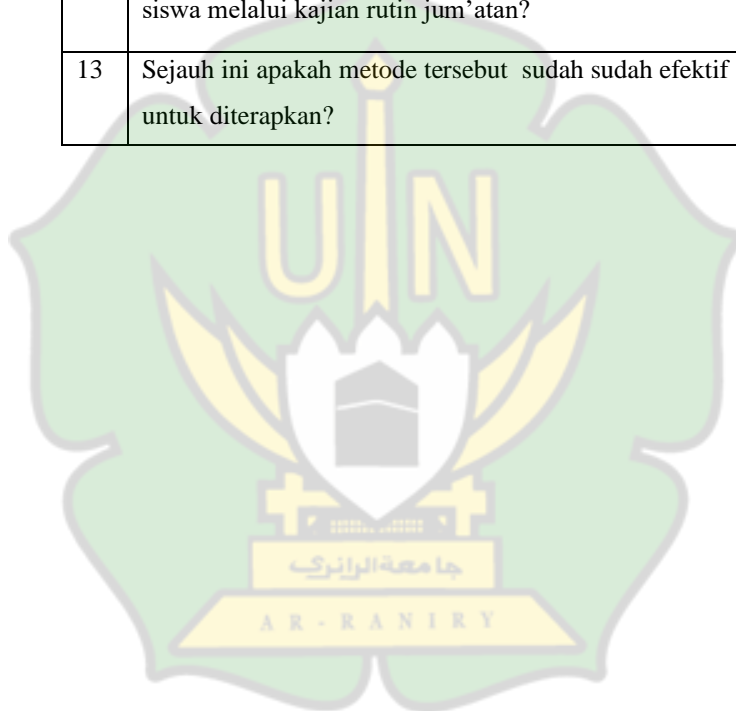 siswa melalui kajian rutin jum’atan?
13 Sejauh ini apakah metode tersebut sudah sudah efektif
untuk diterapkan?
UIN
جامعة الرانري
AR-RANIRY